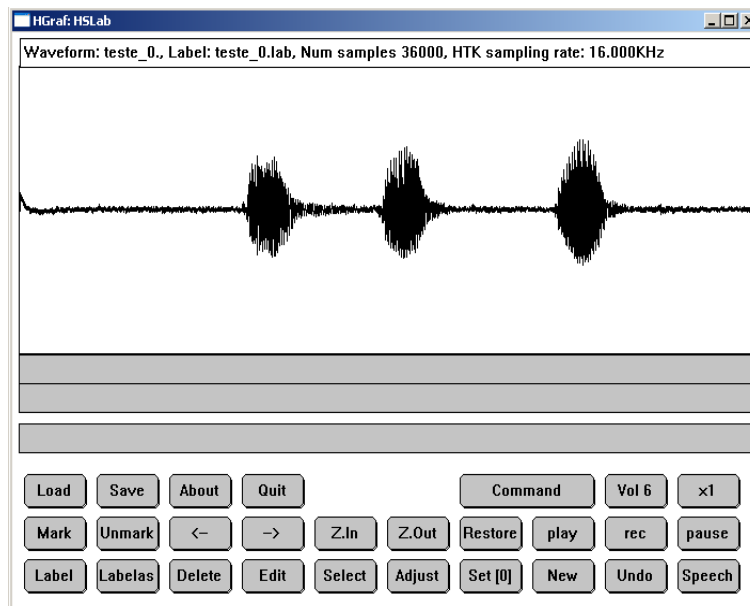 HGraf: HSLab
Waveform: teste_0., Label: teste_0.lab, Num samples 36000, HTK sampling rate: 16.000KHz
Load Save About Quit Command Vol 6 x1
Mark Unmark <- -> Z.In Z.Out Restore play rec pause
Label Labelas Delete Edit Select Adjust Set [0] New Undo Speech